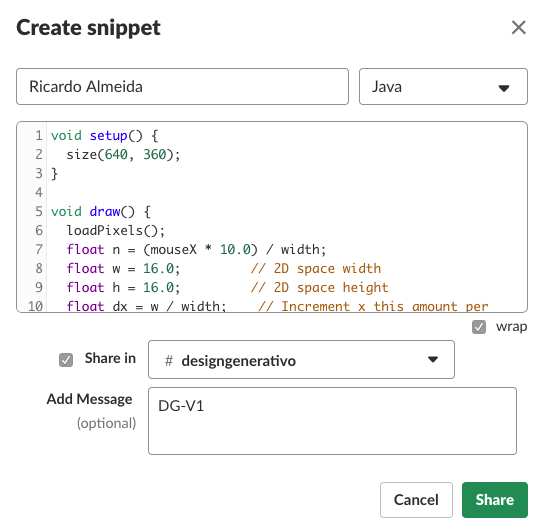 Create snippet
Ricardo Almeida
Java
1 void setup() {
2   size(640, 360);
3 }
4
5 void draw() {
6   loadPixels();
7   float n = (mouseX * 10.0) / width;
8   float w = 16.0;         // 2D space width
9   float h = 16.0;         // 2D space height
10   float dx = w / width;    // Increment x this amount per
wrap
Share in
# designgenerativo
Add Message
(optional)
DG-V1
Cancel
Share